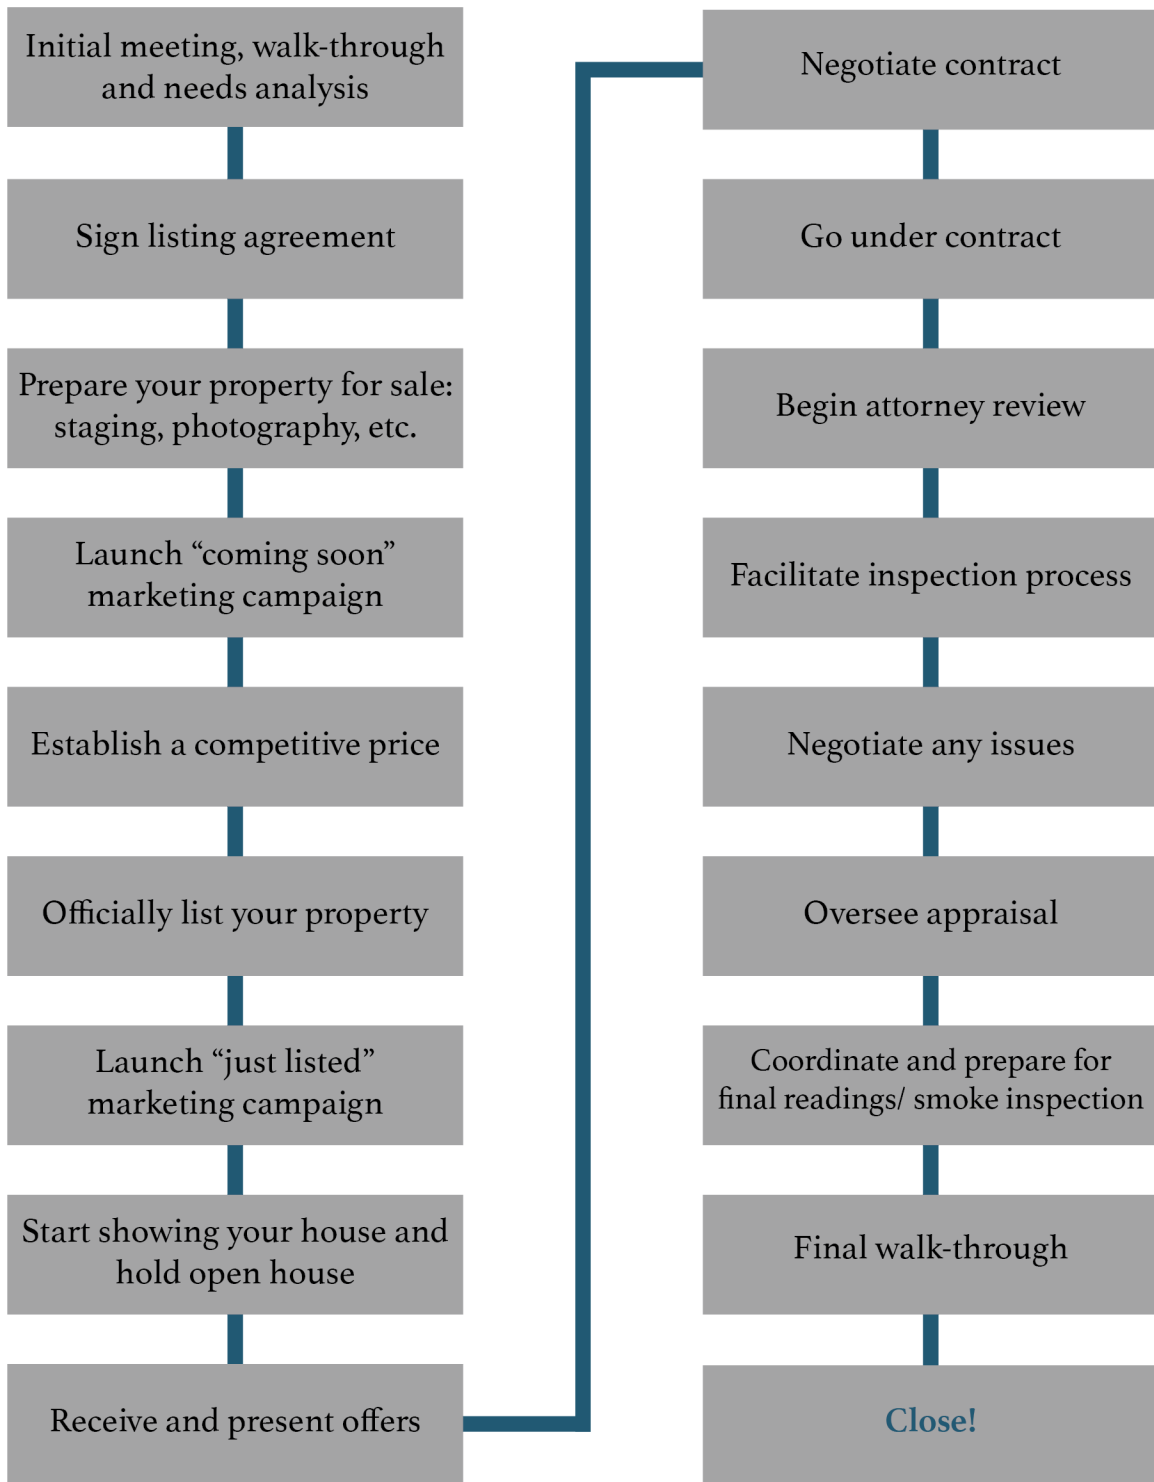 Initial meeting, walk-through
and needs analysis
Sign listing agreement
Prepare your property for sale:
staging, photography, etc.
Launch “coming soon”
marketing campaign
Establish a competitive price
Officially list your property
Launch “just listed”
marketing campaign
Start showing your house and
hold open house
Receive and present offers
Negotiate contract
Go under contract
Begin attorney review
Facilitate inspection process
Negotiate any issues
Oversee appraisal
Coordinate and prepare for
final readings/ smoke inspection
Final walk-through
Close!